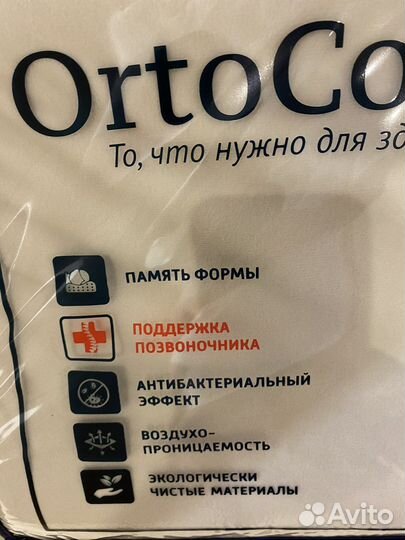 OrtoCo
То, что нужно для зд
ПАМЯТЬ ФОРМЫ
ПОДДЕРЖКА
ПОЗВОНОЧНИКА
АНТИБАКТЕРИАЛЬНЫЙ
ЭФФЕКТ
ВОЗДУХО-
ПРОНИЦАЕМОСТЬ
ЭКОЛОГИЧЕСКИ
ЧИСТЫЕ МАТЕРИАЛЫ
Avito